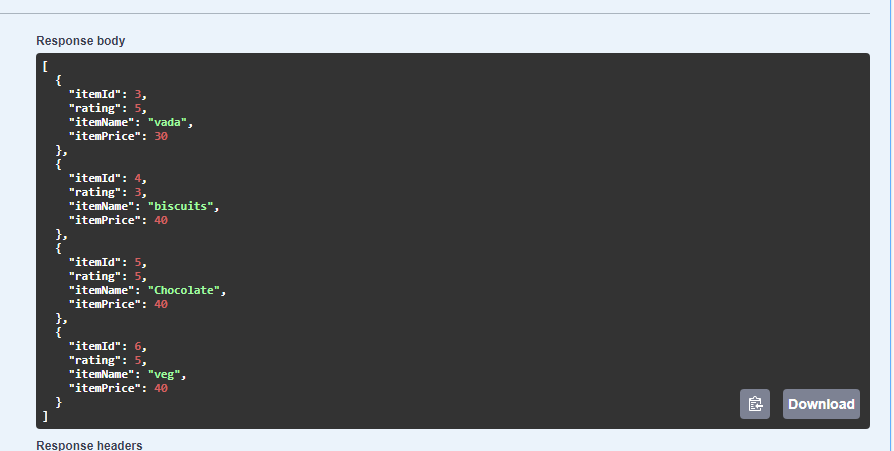 Response body
[
  {
    "itemId": 3,
    "rating": 5,
    "itemName": "vada",
    "itemPrice": 30
  },
  {
    "itemId": 4,
    "rating": 3,
    "itemName": "biscuits",
    "itemPrice": 40
  },
  {
    "itemId": 5,
    "rating": 5,
    "itemName": "Chocolate",
    "itemPrice": 40
  },
  {
    "itemId": 6,
    "rating": 5,
    "itemName": "veg",
    "itemPrice": 40
  }
]
Download
Response headers